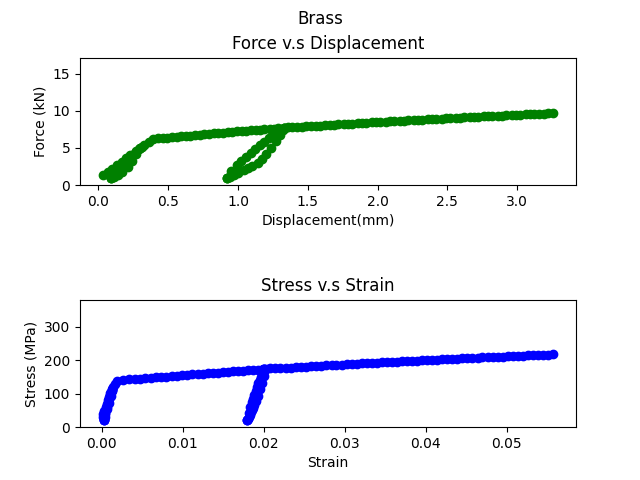 Brass
Force v.s Displacement
Force (kN)
15
10
5
0
0.0 0.5 1.0 1.5 2.0 2.5 3.0
Displacement(mm)
Stress v.s Strain
Stress (MPa)
300
200
100
0
0.00 0.01 0.02 0.03 0.04 0.05
Strain